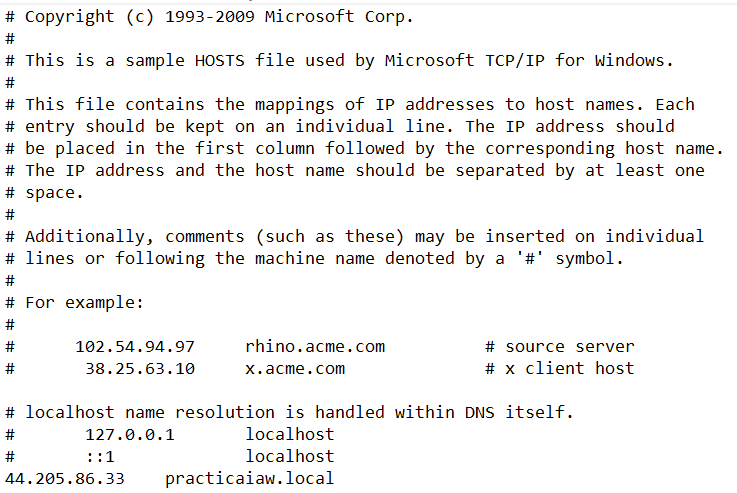 # Copyright (c) 1993-2009 Microsoft Corp.
#
# This is a sample HOSTS file used by Microsoft TCP/IP for Windows.
#
# This file contains the mappings of IP addresses to host names. Each
# entry should be kept on an individual line. The IP address should
# be placed in the first column followed by the corresponding host name.
# The IP address and the host name should be separated by at least one
# space.
#
# Additionally, comments (such as these) may be inserted on individual
# lines or following the machine name denoted by a '#' symbol.
#
# For example:
#
#      102.54.94.97     rhino.acme.com          # source server
#       38.25.63.10     x.acme.com              # x client host

# localhost name resolution is handled within DNS itself.
#       127.0.0.1       localhost
#       ::1             localhost
44.205.86.33    practicaiaw.local